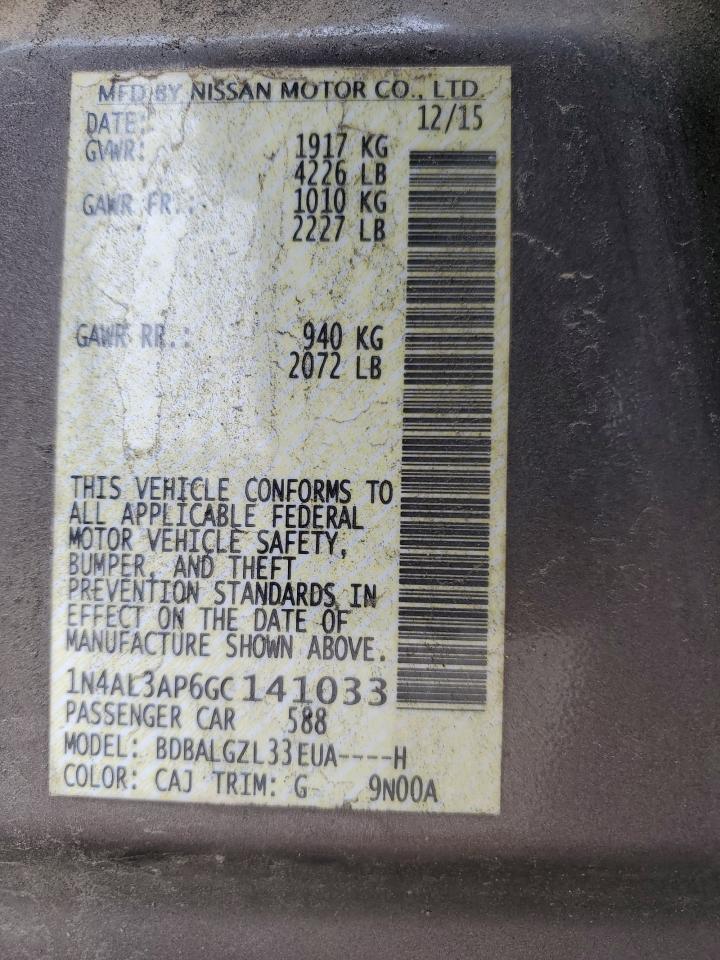 MFD BY NISSAN MOTOR CO., LTD.
DATE: 12/15
GVWR: 1917 KG
4226 LB
GAWR FR.: 1010 KG
2227 LB
GAWR RR.: 940 KG
2072 LB
THIS VEHICLE CONFORMS TO
ALL APPLICABLE FEDERAL
MOTOR VEHICLE SAFETY,
BUMPER, AND THEFT
PREVENTION STANDARDS IN
EFFECT ON THE DATE OF
MANUFACTURE SHOWN ABOVE.
1N4AL3AP6GC141033
PASSENGER CAR 588
MODEL: BDBALGZL33EUA----H
COLOR: CAJ TRIM: G 9N00A